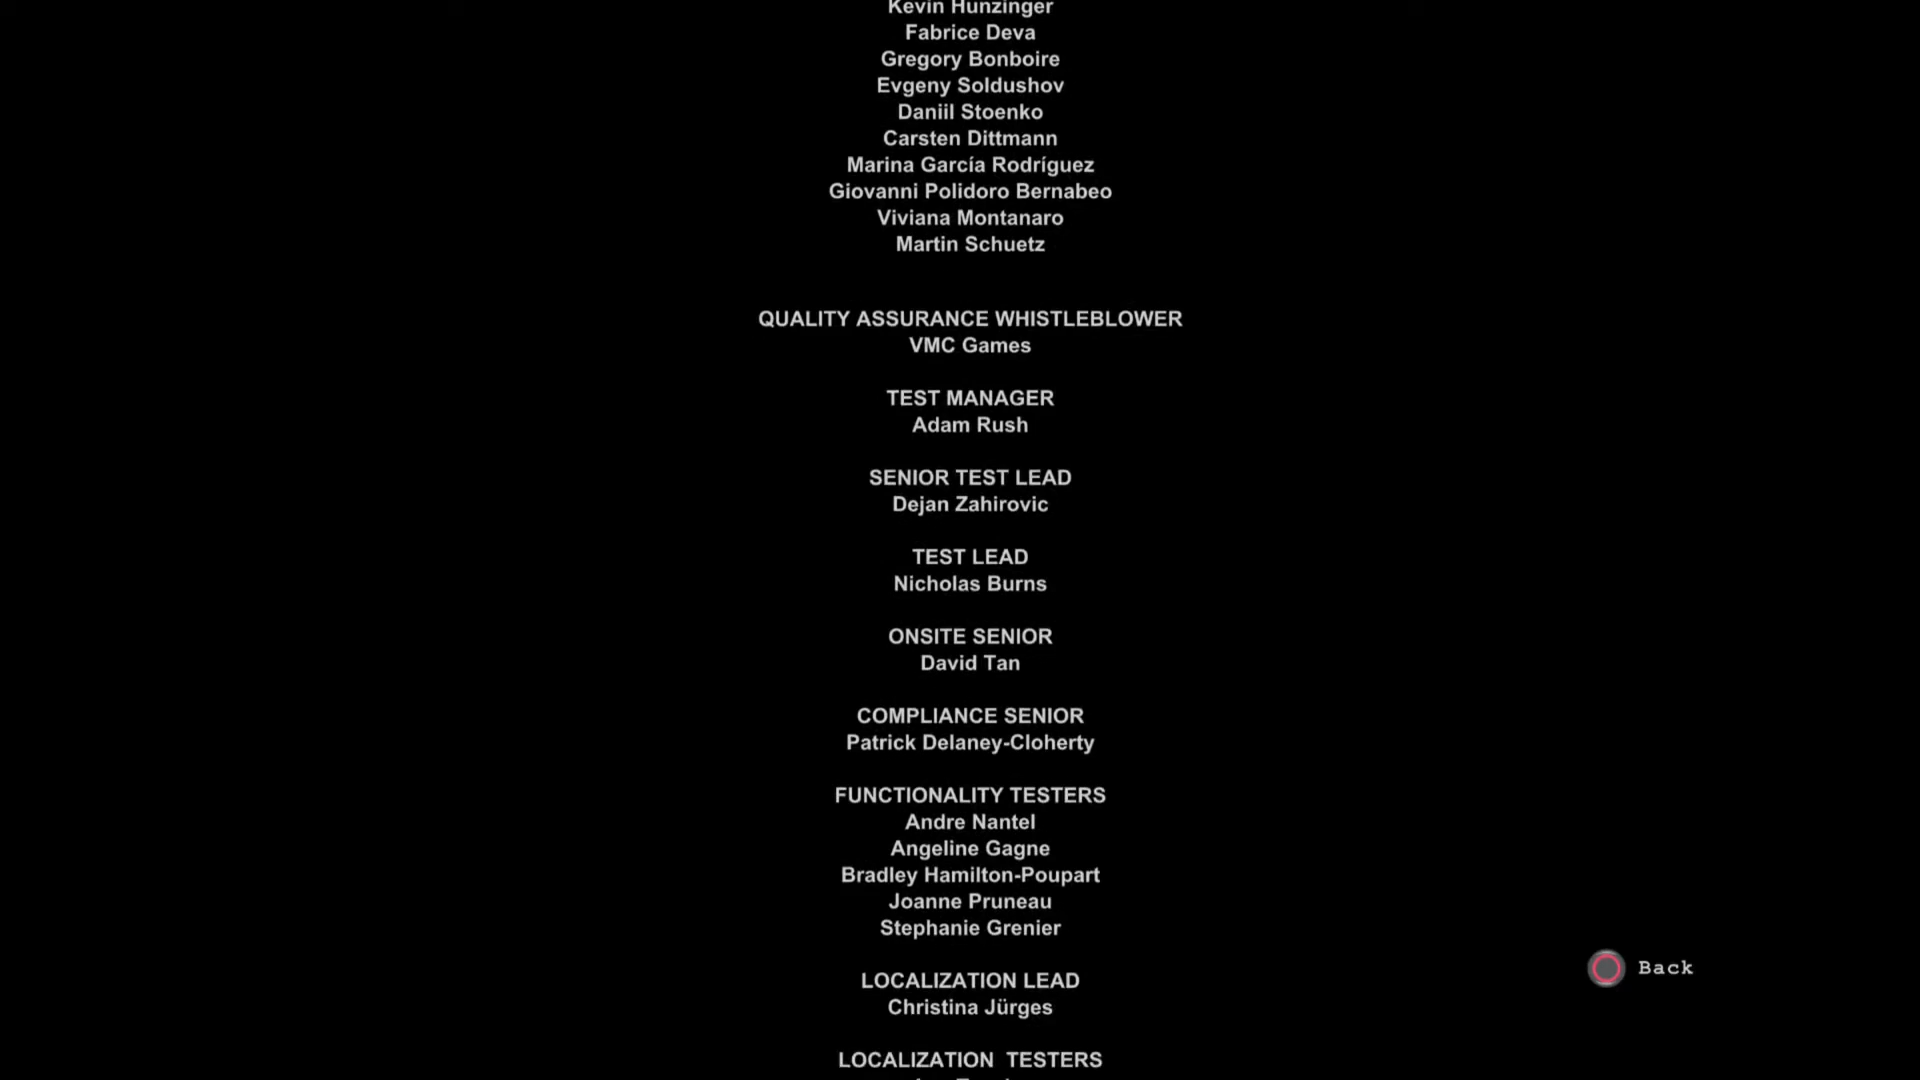 Kevin Hunzinger
Fabrice Deva
Gregory Bonboire
Evgeny Soldushov
Daniil Stoenko
Carsten Dittmann
Marina García Rodríguez
Giovanni Polidoro Bernabeo
Viviana Montanaro
Martin Schuetz
QUALITY ASSURANCE WHISTLEBLOWER
VMC Games
TEST MANAGER
Adam Rush
SENIOR TEST LEAD
Dejan Zahirovic
TEST LEAD
Nicholas Burns
ONSITE SENIOR
David Tan
COMPLIANCE SENIOR
Patrick Delaney-Cloherty
FUNCTIONALITY TESTERS
Andre Nantel
Angeline Gagne
Bradley Hamilton-Poupart
Joanne Pruneau
Stephanie Grenier
LOCALIZATION LEAD
Christina Jürges
LOCALIZATION TESTERS
Back